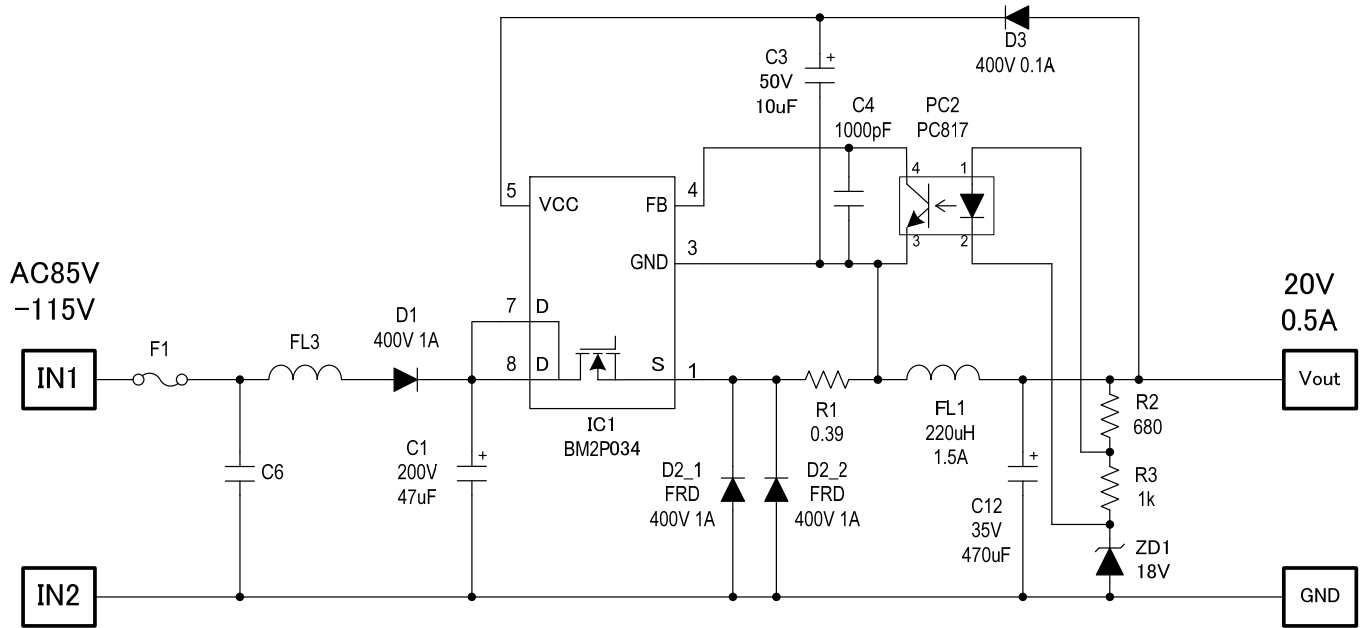 D3
400V 0.1A
C3
50V
10uF
+
C4
1000pF
PC2
PC817
4
1
3
2
5
VCC
FB
4
GND
3
7
D
8
D
S
1
IC1
BM2P034
AC85V
-115V
IN1
F1
FL3
D1
400V 1A
C6
C1
200V
47uF
+
D2_1
FRD
400V 1A
D2_2
FRD
400V 1A
R1
0.39
FL1
220uH
1.5A
C12
35V
470uF
+
R2
680
R3
1k
ZD1
18V
20V
0.5A
Vout
IN2
GND